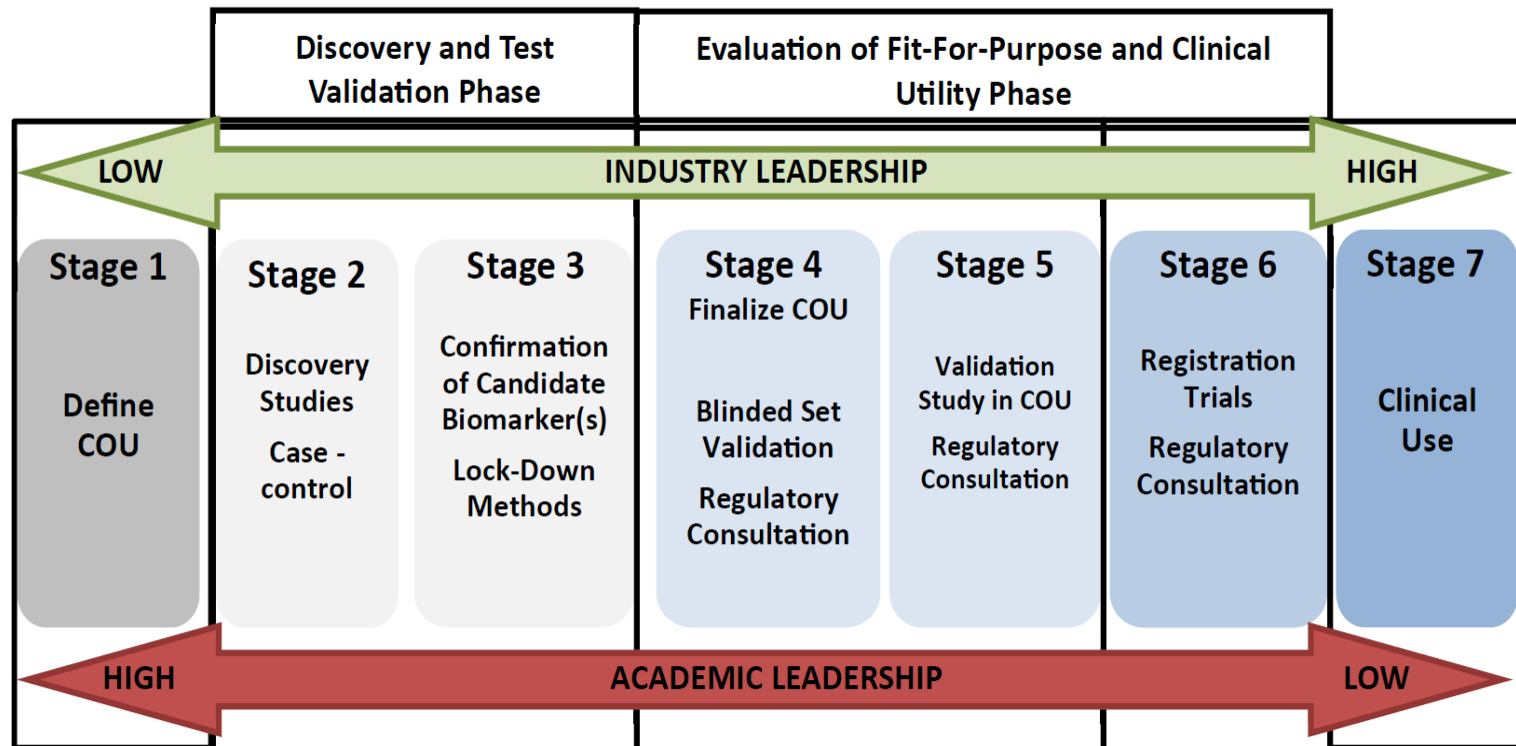 Discovery and Test
Validation Phase
Evaluation of Fit-For-Purpose and Clinical
Utility Phase
LOW
INDUSTRY LEADERSHIP
HIGH
Stage 1
Define
COU
Stage 2
Discovery
Studies
Case -
control
Stage 3
Confirmation
of Candidate
Biomarker(s)
Lock-Down
Methods
Stage 4
Finalize COU
Blinded Set
Validation
Regulatory
Consultation
Stage 5
Validation
Study in COU
Regulatory
Consultation
Stage 6
Registration
Trials
Regulatory
Consultation
Stage 7
Clinical
Use
HIGH
ACADEMIC LEADERSHIP
LOW